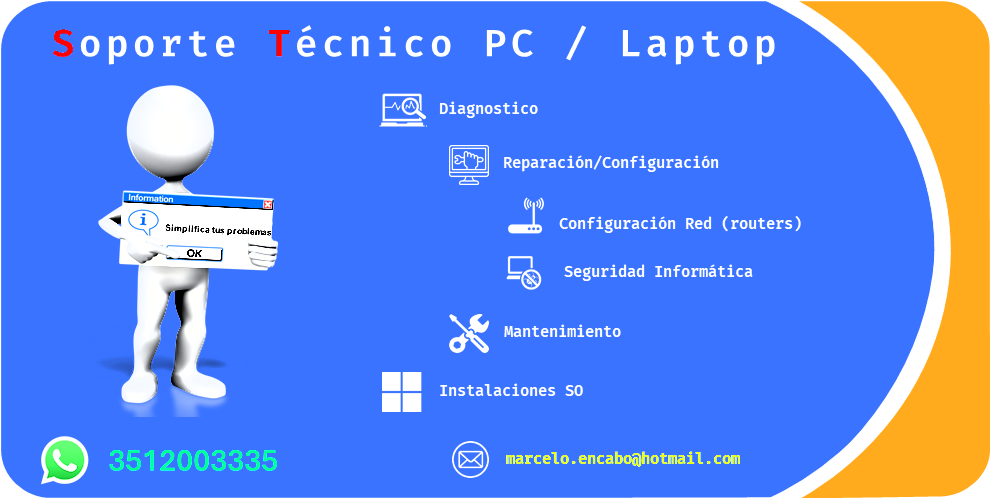 Soporte Técnico PC / Laptop
Diagnostico
Reparación/Configuración
Information
Simplifica tus problemas
OK
Configuración Red (routers)
Seguridad Informática
Mantenimiento
Instalaciones SO
3512003335
marcelo.encabo@hotmail.com